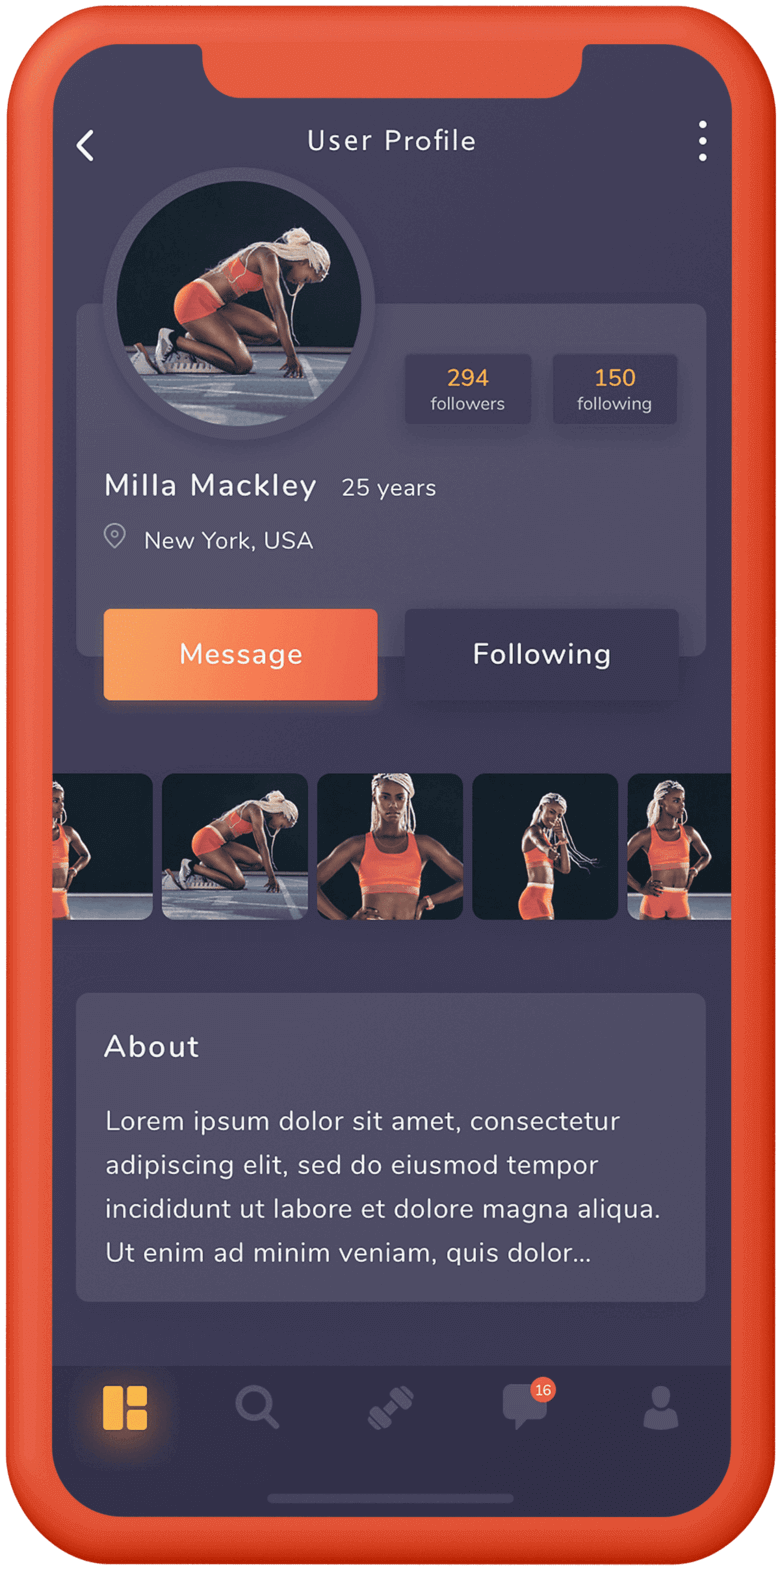 User Profile
294
followers
150
following
Milla Mackley 25 years
New York, USA
Message
Following
About
Lorem ipsum dolor sit amet, consectetur
adipiscing elit, sed do eiusmod tempor
incididunt ut labore et dolore magna aliqua.
Ut enim ad minim veniam, quis dolor...
16